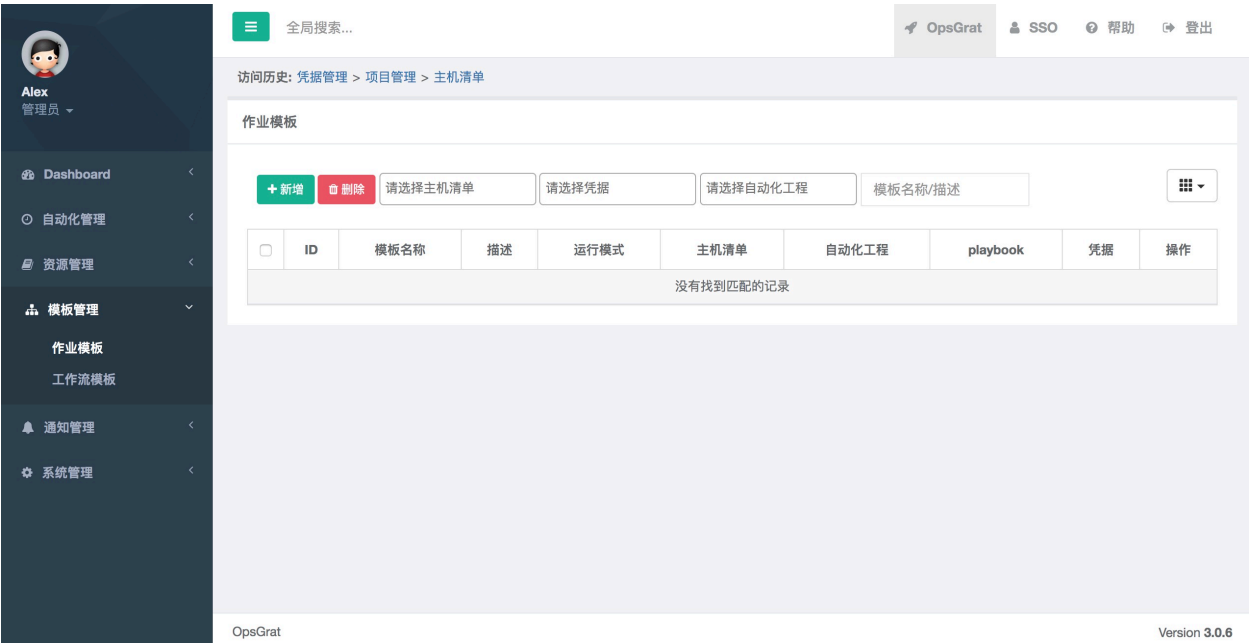 全局搜索...
OpsGrat
SSO
帮助
登出
Alex
管理员
Dashboard
自动化管理
资源管理
模板管理
作业模板
工作流模板
通知管理
系统管理
访问历史: 凭据管理 > 项目管理 > 主机清单
作业模板
新增 删除 请选择主机清单 请选择凭据 请选择自动化工程 模板名称/描述
ID 模板名称 描述 运行模式 主机清单 自动化工程 playbook 凭据 操作
没有找到匹配的记录
OpsGrat
Version 3.0.6